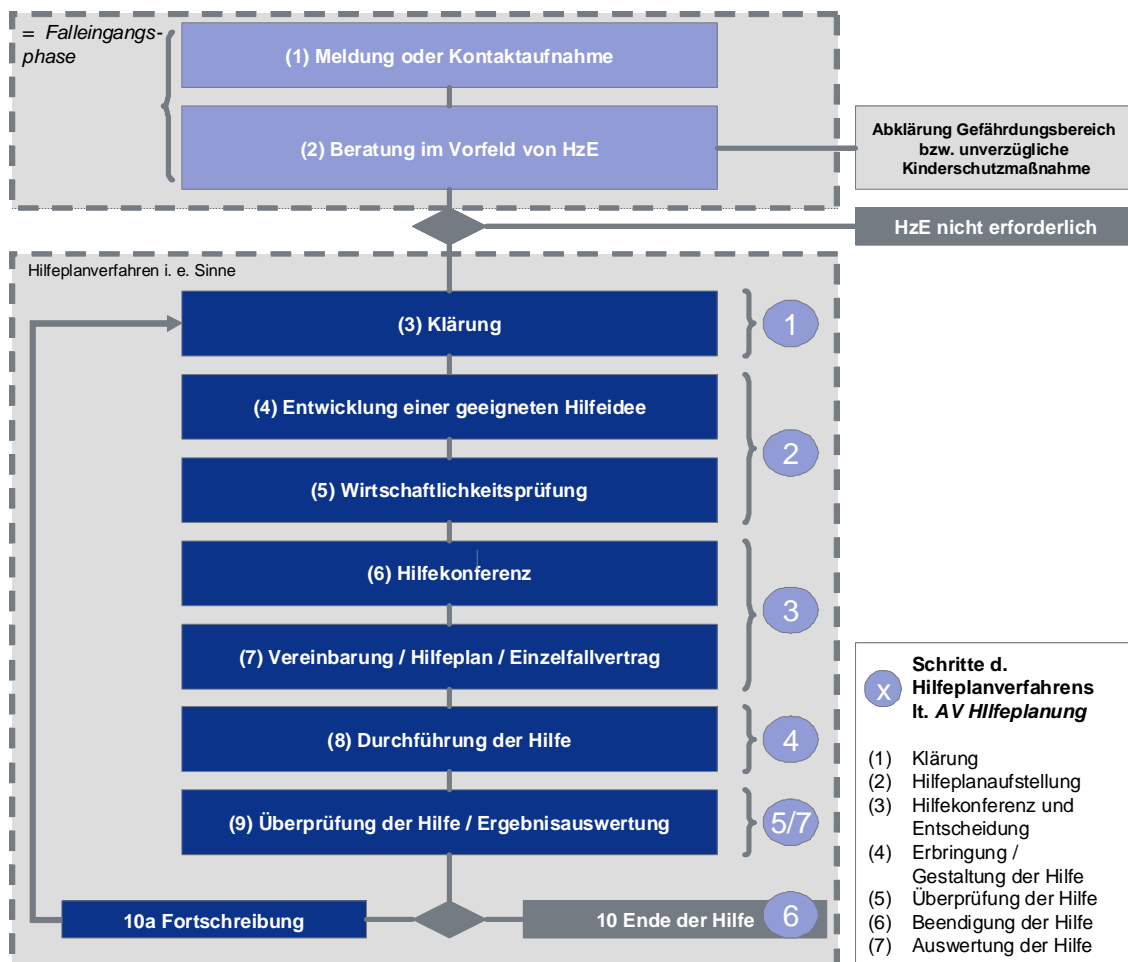 = Falleingangs-
phase
(1) Meldung oder Kontaktaufnahme
(2) Beratung im Vorfeld von HzE
Abklärung Gefährdungsbereich
bzw. unverzügliche
Kinderschutzmaßnahme
HzE nicht erforderlich
Hilfeplanverfahren i. e. Sinne
(3) Klärung
1
(4) Entwicklung einer geeigneten Hilfeidee
2
(5) Wirtschaftlichkeitsprüfung
(6) Hilfekonferenz
3
(7) Vereinbarung / Hilfeplan / Einzelfallvertrag
(8) Durchführung der Hilfe
4
(9) Überprüfung der Hilfe / Ergebnisauswertung
5/7
10a Fortschreibung
10 Ende der Hilfe
6
x
Schritte d.
Hilfeplanverfahrens
lt. AV HIlfeplanung
(1) Klärung
(2) Hilfeplanaufstellung
(3) Hilfekonferenz und
Entscheidung
(4) Erbringung /
Gestaltung der Hilfe
(5) Überprüfung der Hilfe
(6) Beendigung der Hilfe
(7) Auswertung der Hilfe